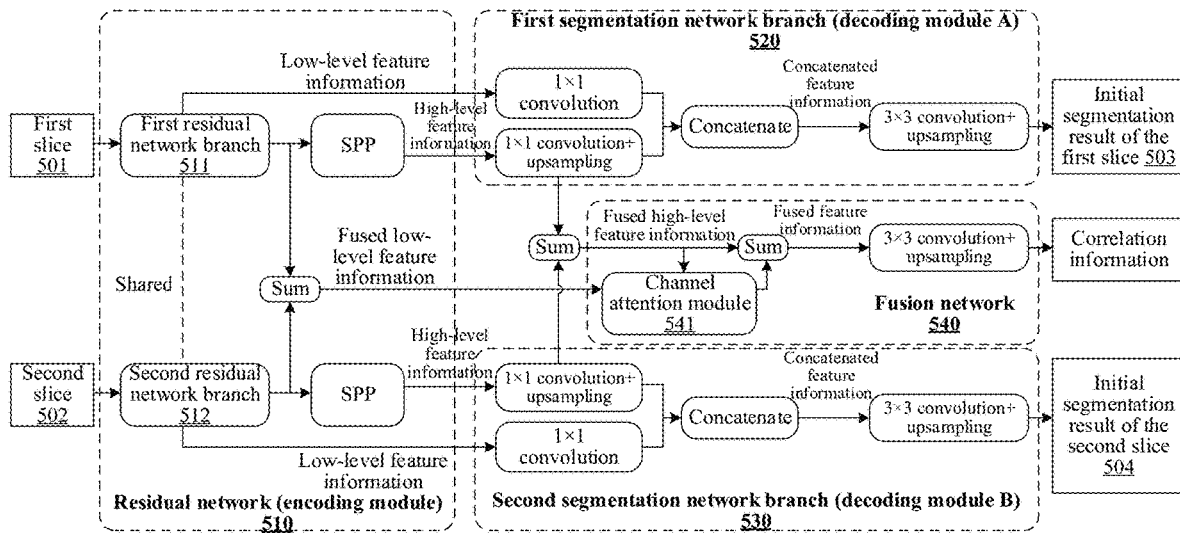 First segmentation network branch (decoding module A)
520
Low-level feature
information
1×1
convolution
Concatenated
feature
information
High-level
feature
information
First
slice
501
First residual
network branch
511
SPP
1×1 convolution+
upsampling
Concatenate
3×3 convolution+
upsampling
Initial
segmentation
result of the
first slice 503
Shared
Sum
Fused low-
level feature
information
Sum
Fused high-level
feature information
Sum
Fused feature
information
3×3 convolution+
upsampling
Correlation
information
Channel
attention module
541
Fusion network
540
High-level
feature
information
Second
slice
502
Second residual
network branch
512
SPP
1×1 convolution+
upsampling
Concatenate
Concatenated
feature
information
3×3 convolution+
upsampling
Initial
segmentation
result of the
second slice
504
1×1
convolution
Low-level feature
information
Residual network (encoding module)
510
Second segmentation network branch (decoding module B)
530